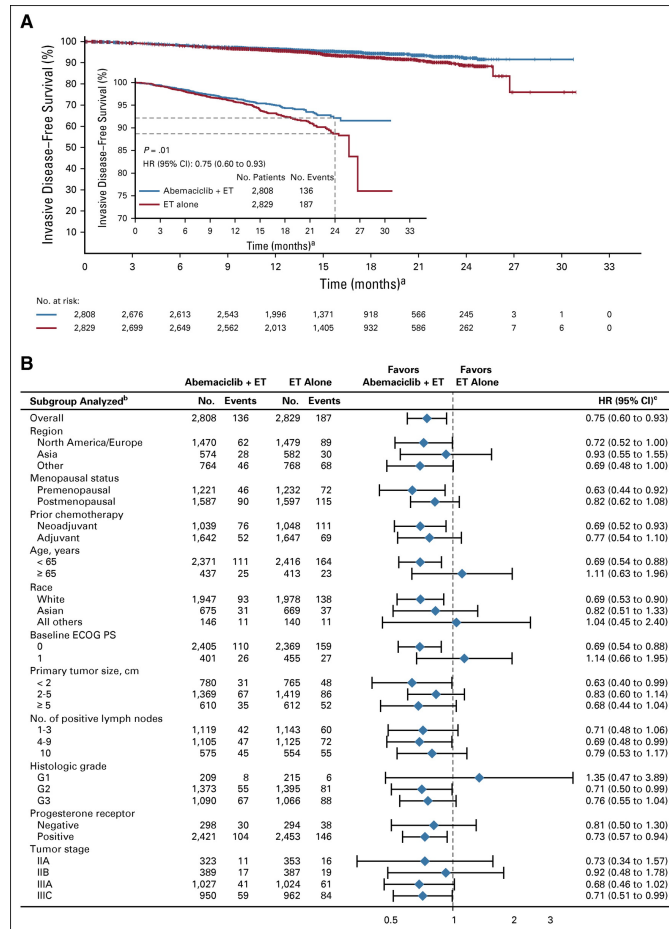 A
Invasive Disease–Free Survival (%)
100
90
80
70
60
50
40
30
20
10
0 3 6 9 12 15 18 21 24 27 30 33
Time (months)a
Invasive Disease–Free Survival (%)
100
95
90
85
80
75
70
P = .01
HR (95% CI): 0.75 (0.60 to 0.93)
No. Patients No. Events
Abemaciclib + ET 2,808 136
ET alone 2,829 187
0 3 6 9 12 15 18 21 24 27 30 33
Time (months)a
No. at risk:
2,808 2,676 2,613 2,543 1,996 1,371 918 566 245 3 1 0
2,829 2,699 2,649 2,562 2,013 1,405 932 586 262 7 6 0
B
Favors Favors
Abemaciclib + ET ET Alone Abemaciclib + ET ET Alone
Subgroup Analyzedb No. Events No. Events HR (95% CI)c
Overall 2,808 136 2,829 187 0.75 (0.60 to 0.93)
Region
North America/Europe 1,470 62 1,479 89 0.72 (0.52 to 1.00)
Asia 574 28 582 30 0.93 (0.55 to 1.55)
Other 764 46 768 68 0.69 (0.48 to 1.00)
Menopausal status
Premenopausal 1,221 46 1,232 72 0.63 (0.44 to 0.92)
Postmenopausal 1,587 90 1,597 115 0.82 (0.62 to 1.08)
Prior chemotherapy
Neoadjuvant 1,039 76 1,048 111 0.69 (0.52 to 0.93)
Adjuvant 1,642 52 1,647 69 0.77 (0.54 to 1.10)
Age, years
< 65 2,371 111 2,416 164 0.69 (0.54 to 0.88)
≥ 65 437 25 413 23 1.11 (0.63 to 1.96)
Race
White 1,947 93 1,978 138 0.69 (0.53 to 0.90)
Asian 675 31 669 37 0.82 (0.51 to 1.33)
All others 146 11 140 11 1.04 (0.45 to 2.40)
Baseline ECOG PS
0 2,405 110 2,369 159 0.69 (0.54 to 0.88)
1 401 26 455 27 1.14 (0.66 to 1.95)
Primary tumor size, cm
< 2 780 31 765 48 0.63 (0.40 to 0.99)
2-5 1,369 67 1,419 86 0.83 (0.60 to 1.14)
≥ 5 610 35 612 52 0.68 (0.44 to 1.04)
No. of positive lymph nodes
1-3 1,119 42 1,143 60 0.71 (0.48 to 1.06)
4-9 1,105 47 1,125 72 0.69 (0.48 to 0.99)
10 575 45 554 55 0.79 (0.53 to 1.17)
Histologic grade
G1 209 8 215 6 1.35 (0.47 to 3.89)
G2 1,373 55 1,395 81 0.71 (0.50 to 0.99)
G3 1,090 67 1,066 88 0.76 (0.55 to 1.04)
Progesterone receptor
Negative 298 30 294 38 0.81 (0.50 to 1.30)
Positive 2,421 104 2,453 146 0.73 (0.57 to 0.94)
Tumor stage
IIA 323 11 353 16 0.73 (0.34 to 1.57)
IIB 389 17 387 19 0.92 (0.48 to 1.78)
IIIA 1,027 41 1,024 61 0.68 (0.46 to 1.02)
IIIC 950 59 962 84 0.71 (0.51 to 0.99)
0.5 1 2 3